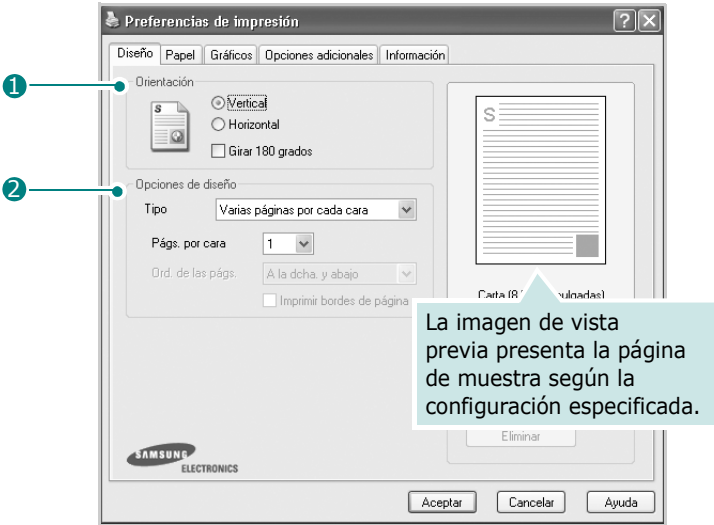 Preferencias de impresión
Diseño Papel Gráficos Opciones adicionales Información
1
Orientación
Vertical
Horizontal
Girar 180 grados
S
S
2
Opciones de diseño
Tipo Varias páginas por cada cara
Págs. por cara 1
Ord. de las págs. A la dcha. y abajo
Imprimir bordes de página
Carta (8
La imagen de vista
previa presenta la página
de muestra según la
configuración especificada.
Eliminar
SAMSUNG
ELECTRONICS
Aceptar Cancelar Ayuda